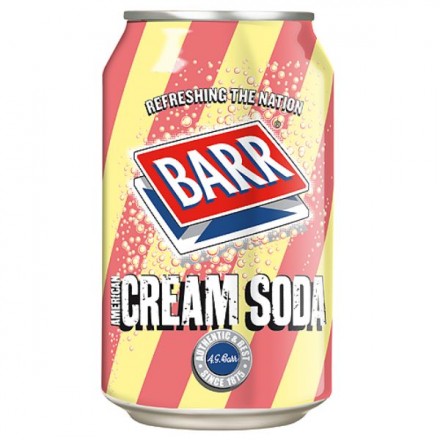 REFRESHING THE NATION
BARR
®
AMERICAN
CREAM SODA
AUTHENTIC & BEST
A.G. Barr
SINCE 1875